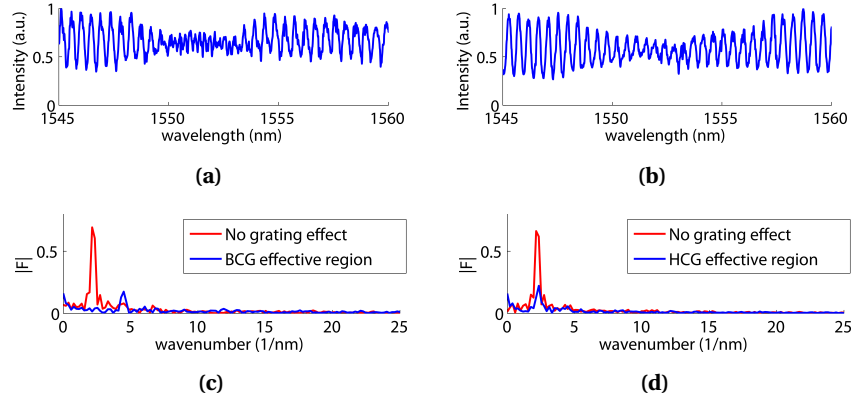 Intensity (a.u.)
1
0.5
0
1545 1550 1555 1560
wavelength (nm)
(a)
Intensity (a.u.)
1
0.5
0
1545 1550 1555 1560
wavelength (nm)
(b)
|F|
0.5
0
No grating effect
BCG effective region
0 5 10 15 20 25
wavenumber (1/nm)
(c)
|F|
0.5
0
No grating effect
HCG effective region
0 5 10 15 20 25
wavenumber (1/nm)
(d)